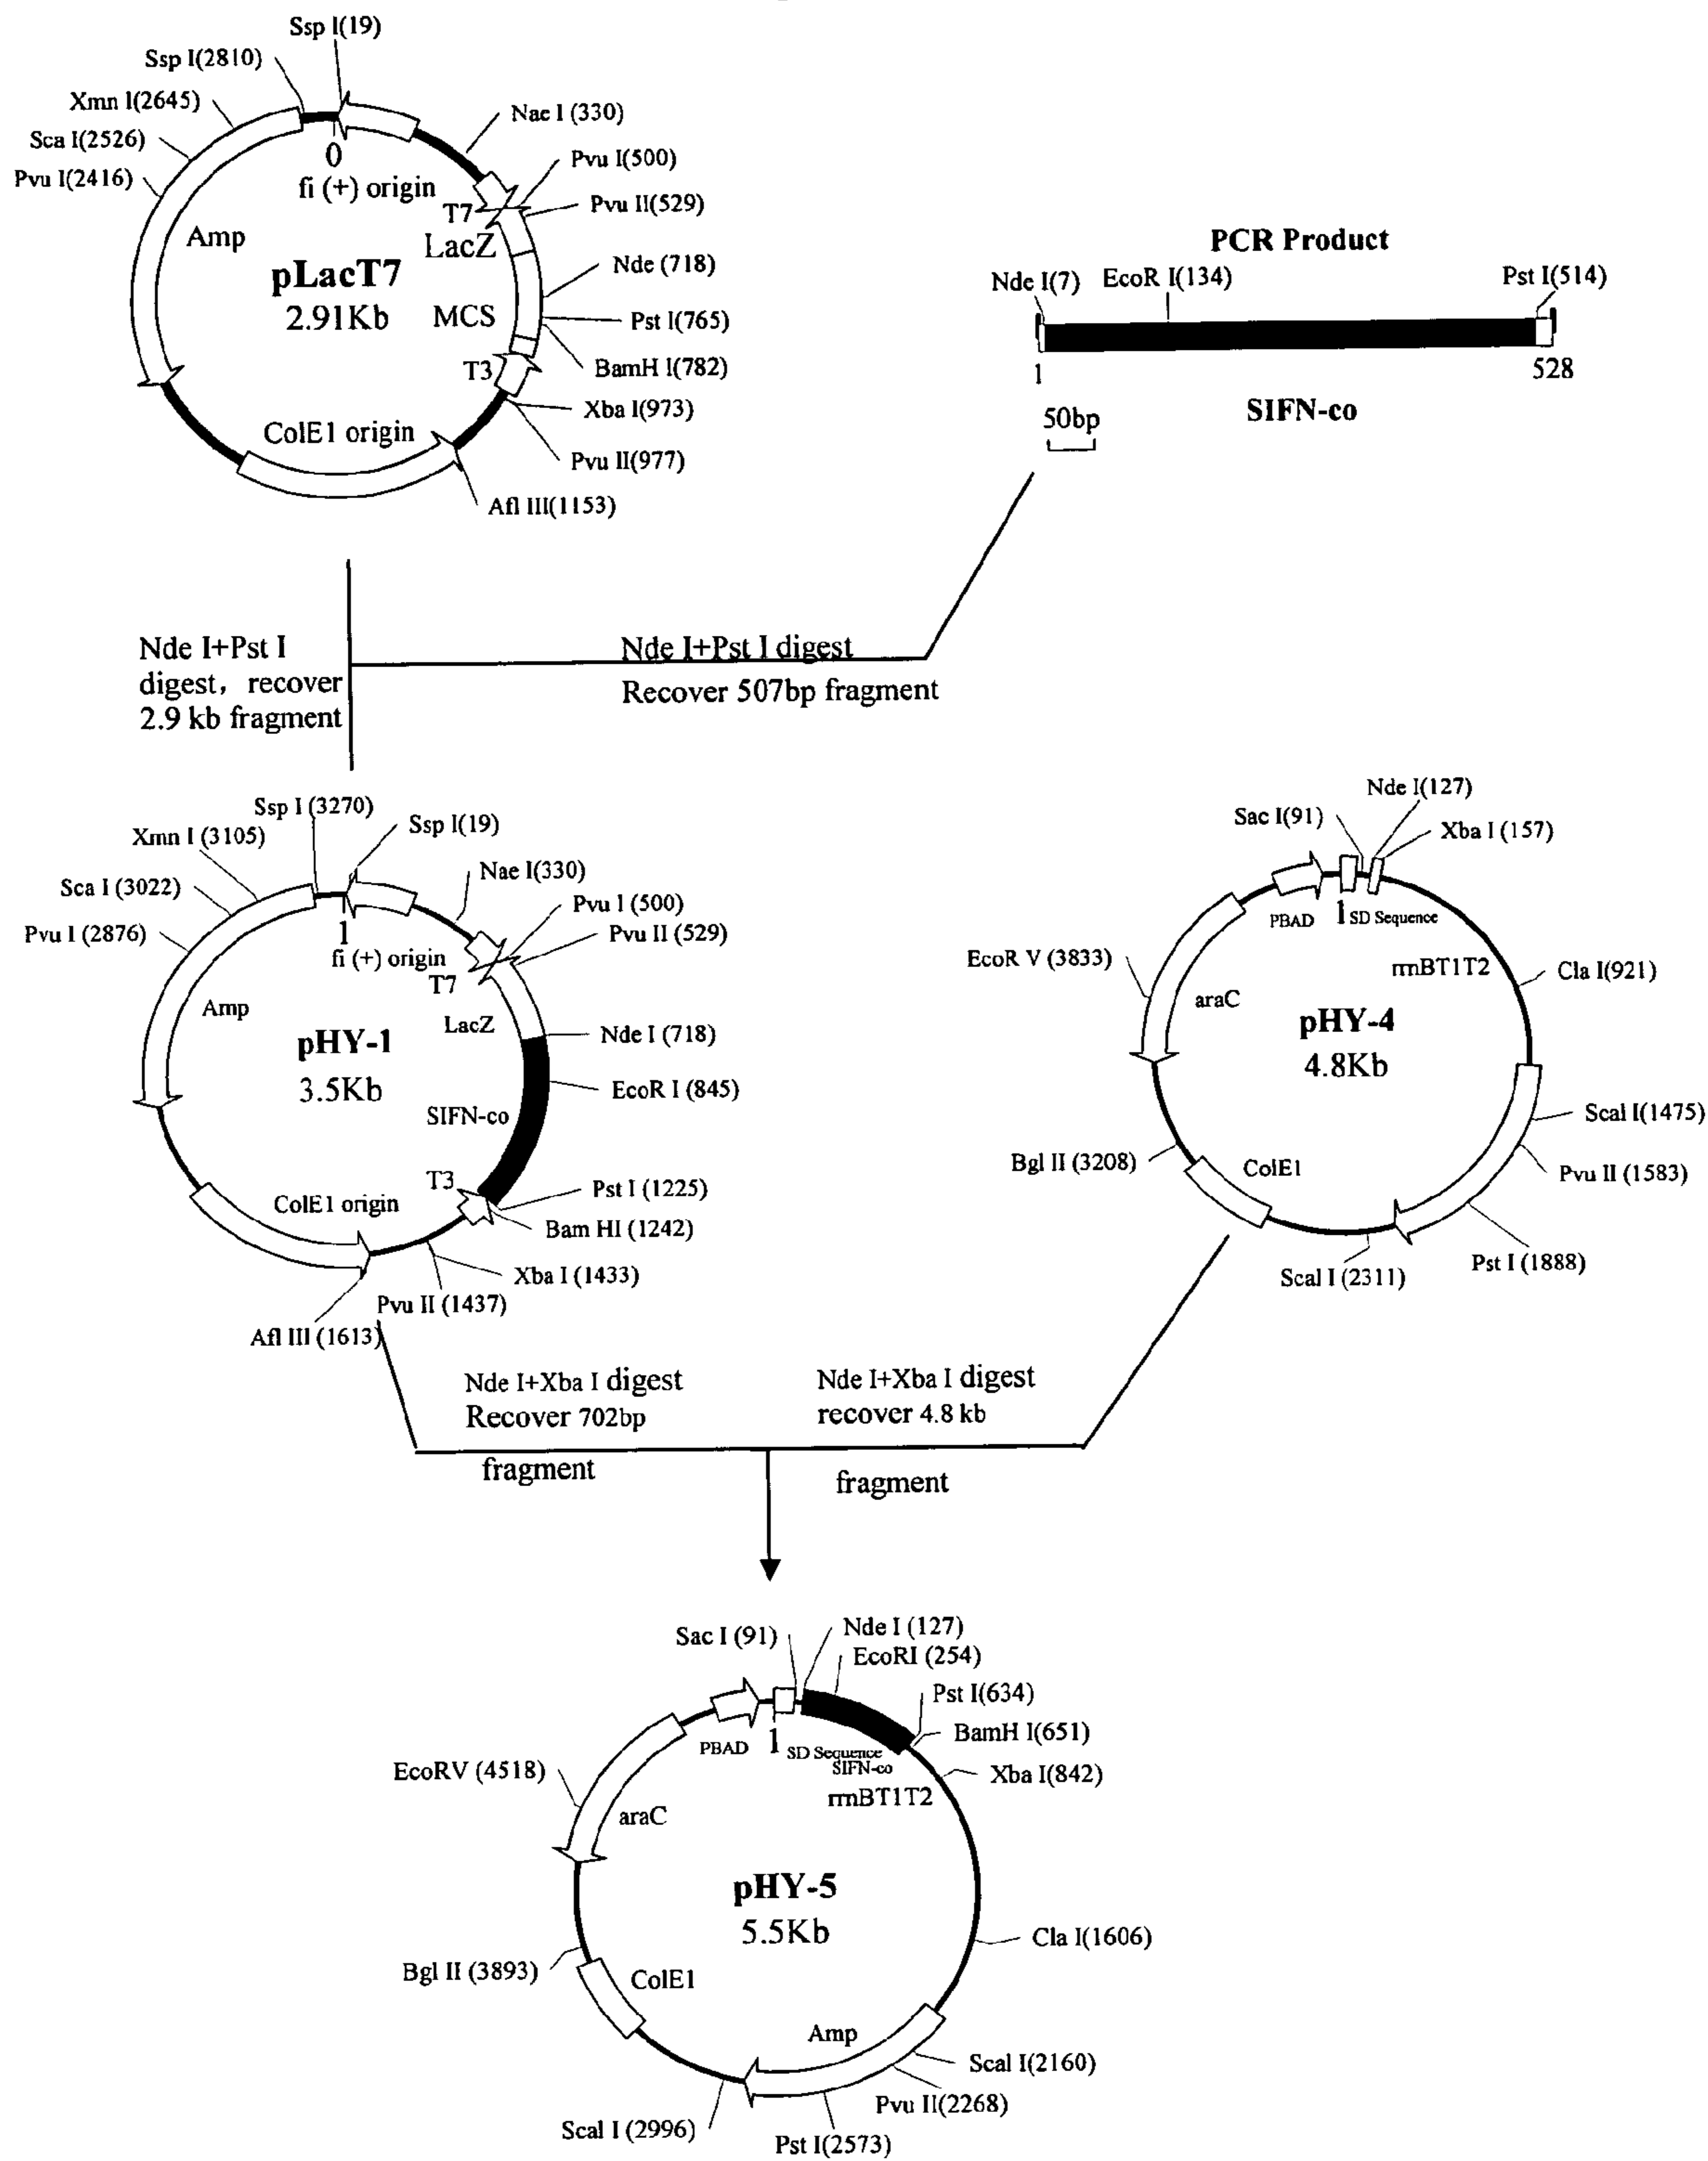 Ssp I(19)
Ssp I(2810)
Xmn I(2645)
Sca I(2526)
Pvu I(2416)
Nae I (330)
Pvu I(500)
Pvu II(529)
Nde (718)
Pst I(765)
BamH I(782)
Xba I(973)
Pvu II(977)
Afl III(1153)
0
fi (+) origin
T7
LacZ
Amp
pLacT7
2.91Kb
MCS
T3
ColE1 origin
PCR Product
Nde I(7)
EcoR I(134)
Pst I(514)
1
528
50bp
SIFN-co
Nde I+Pst I
digest, recover
2.9 kb fragment
Nde I+Pst I digest
Recover 507bp fragment
Ssp I (3270)
Ssp I(19)
Xmn I (3105)
Sca I (3022)
Pvu I (2876)
Nae I(330)
Pvu I (500)
Pvu II (529)
Nde I (718)
EcoR I (845)
Pst I (1225)
Bam HI (1242)
Xba I (1433)
Pvu II (1437)
Afl III (1613)
1
fi (+) origin
T7
Amp
LacZ
pHY-1
3.5Kb
SIFN-co
T3
ColE1 origin
Nde I(127)
Sac I(91)
Xba I (157)
PBAD
1
SD Sequence
EcoR V (3833)
rrnBT1T2
Cla I(921)
araC
pHY-4
4.8Kb
Scal I(1475)
Bgl II (3208)
ColE1
Pvu II (1583)
Pst I (1888)
Scal I (2311)
Nde I+Xba I digest
Recover 702bp
fragment
Nde I+Xba I digest
recover 4.8 kb
fragment
Sac I (91)
Nde I (127)
EcoRI (254)
Pst I(634)
BamH I(651)
Xba I(842)
PBAD
1
SD Sequence
SIFN-co
rrnBT1T2
EcoRV (4518)
araC
pHY-5
5.5Kb
Cla I(1606)
Bgl II (3893)
ColE1
Amp
Scal I(2160)
Pvu II(2268)
Pst I(2573)
Scal I (2996)